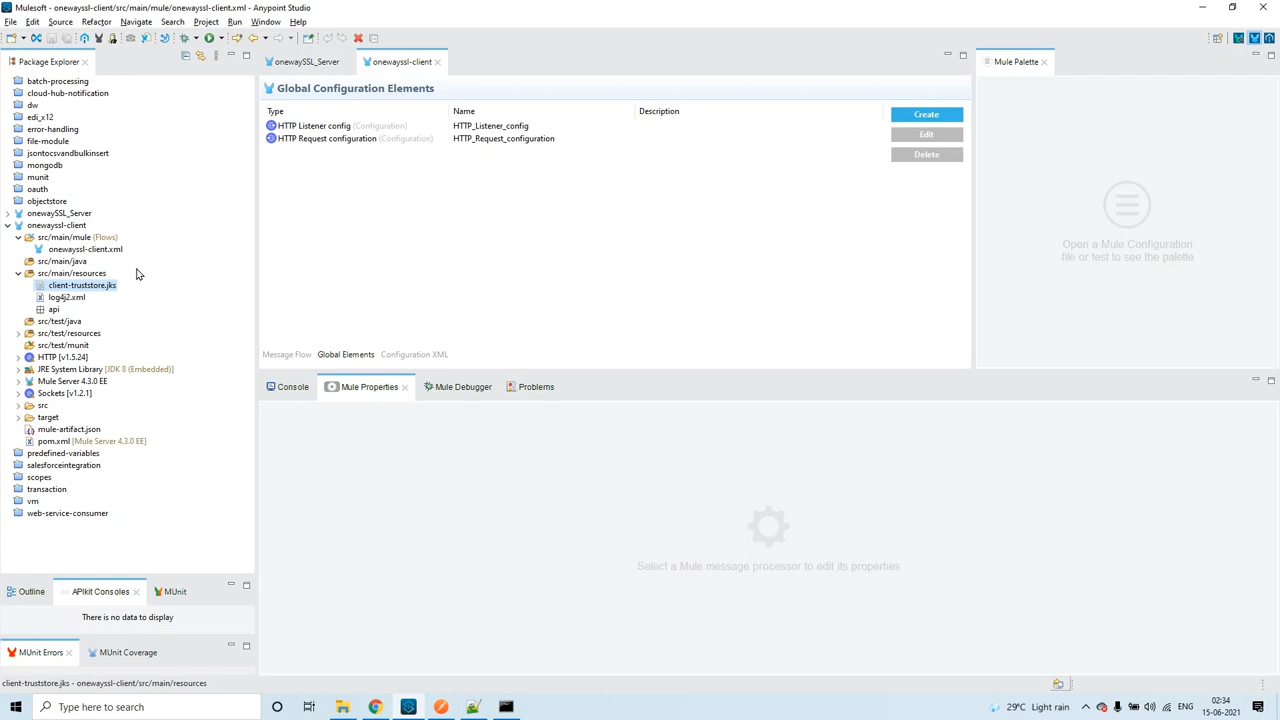 Mulesoft - onewayssl-client/src/main/mule/onewayssl-client.xml - Anypoint Studio
File Edit Source Refactor Navigate Search Project Run Window Help
Package Explorer
onewaySSL_Server
onewayssl-client
Mule Palette
batch-processing
cloud-hub-notification
dw
edi_x12
error-handling
file-module
jsontocsvandbulkinsert
mongodb
munit
oauth
objectstore
onewaySSL_Server
onewayssl-client
src/main/mule (Flows)
onewayssl-client.xml
src/main/java
src/main/resources
client-truststore.jks
log4j2.xml
api
src/test/java
src/test/resources
src/test/munit
HTTP [v1.5.24]
JRE System Library [JDK 8 (Embedded)]
Mule Server 4.3.0 EE
Sockets [v1.2.1]
src
target
mule-artifact.json
pom.xml [Mule Server 4.3.0 EE]
predefined-variables
salesforceintegration
scopes
transaction
vm
web-service-consumer
Global Configuration Elements
Type Name Description
HTTP Listener config (Configuration) HTTP_Listener_config
HTTP Request configuration (Configuration) HTTP_Request_configuration
Create
Edit
Delete
Open a Mule Configuration
file or test to see the palette
Message Flow Global Elements Configuration XML
Console Mule Properties Mule Debugger Problems
Select a Mule message processor to edit its properties
Outline APIkit Consoles MUnit
There is no data to display
MUnit Errors MUnit Coverage
client-truststore.jks - onewayssl-client/src/main/resources
Type here to search
29°C Light rain
ENG
02:34
15-06-2021